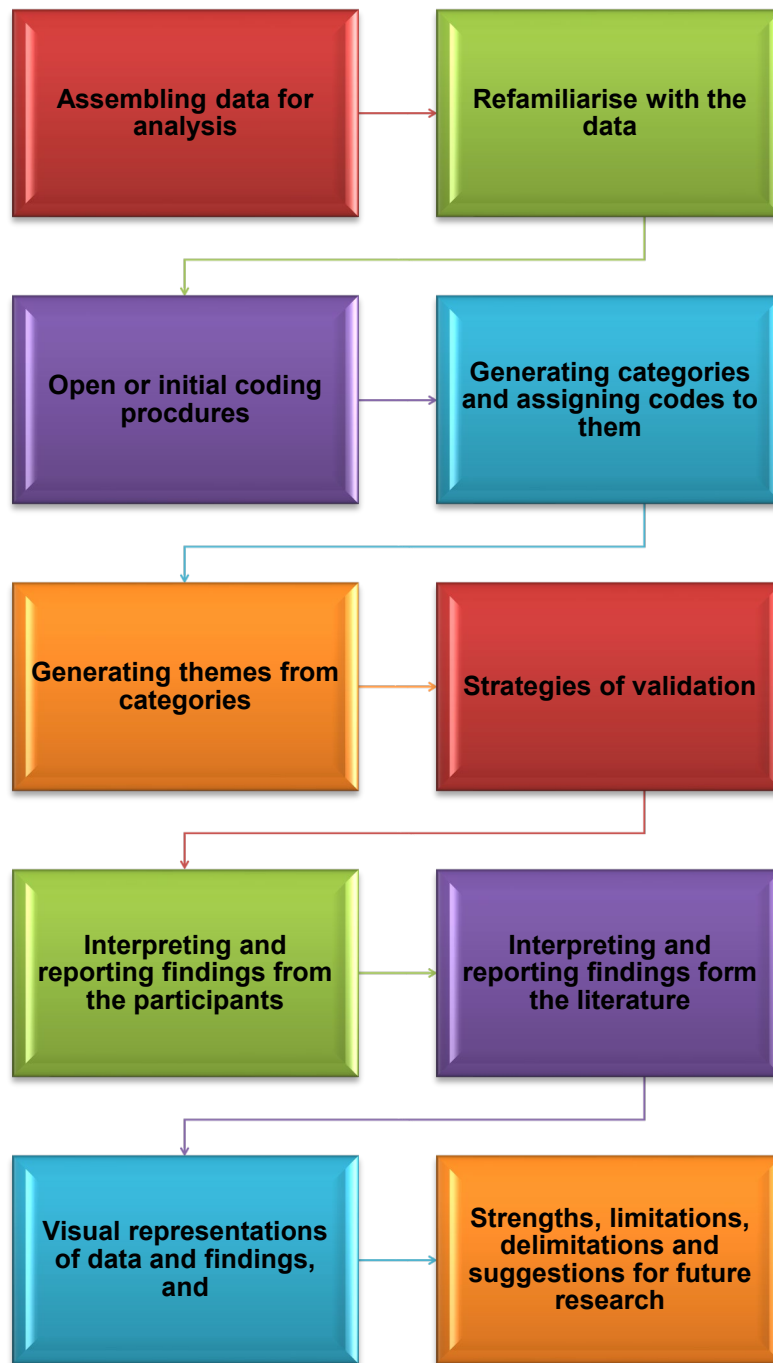 Assembling data for
analysis
Refamiliarise with the
data
Open or initial coding
procdures
Generating categories
and assigning codes to
them
Generating themes from
categories
Strategies of validation
Interpreting and
reporting findings from
the participants
Interpreting and
reporting findings form
the literature
Visual representations
of data and findings,
and
Strengths, limitations,
delimitations and
suggestions for future
research